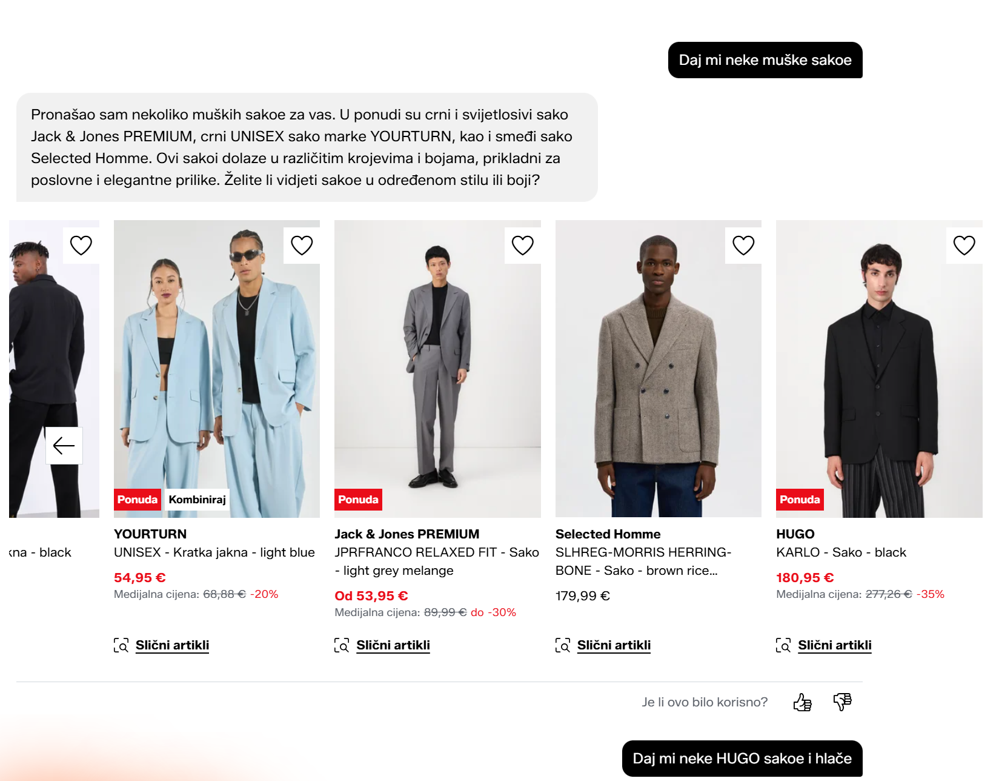 Daj mi neke muške sakoe
Pronašao sam nekoliko muških sakoe za vas. U ponudi su crni i svijetlosivi sako
Jack & Jones PREMIUM, crni UNISEX sako marke YOURTURN, kao i smeđi sako
Selected Homme. Ovi sakoi dolaze u različitim krojevima i bojama, prikladni za
poslovne i elegantne prilike. Želite li vidjeti sakoe u određenom stilu ili boji?
- black
Ponuda Kombiniraj
YOURTURN
UNISEX - Kratka jakna - light blue
54,95 €
Medijalna cijena: 68,88 € -20%
Slični artikli
Ponuda
Jack & Jones PREMIUM
JPRFRANCO RELAXED FIT - Sako
- light grey melange
Od 53,95 €
Medijalna cijena: 89,99 € do -30%
Slični artikli
Selected Homme
SLHREG-MORRIS HERRING-
BONE - Sako - brown rice...
179,99 €
Slični artikli
Ponuda
HUGO
KARLO - Sako - black
180,95 €
Medijalna cijena: 277,26 € -35%
Slični artikli
Je li ovo bilo korisno?
Daj mi neke HUGO sakoe i hlače